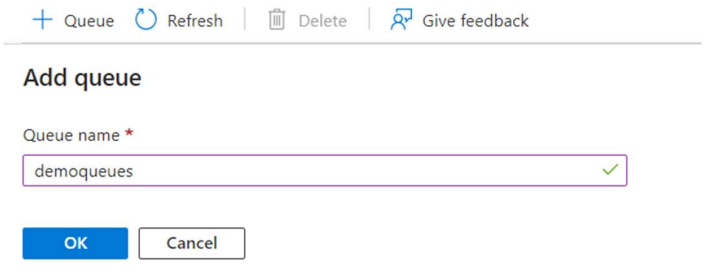 Queue Refresh Delete Give feedback
Add queue
Queue name *
demoqueues
OK Cancel